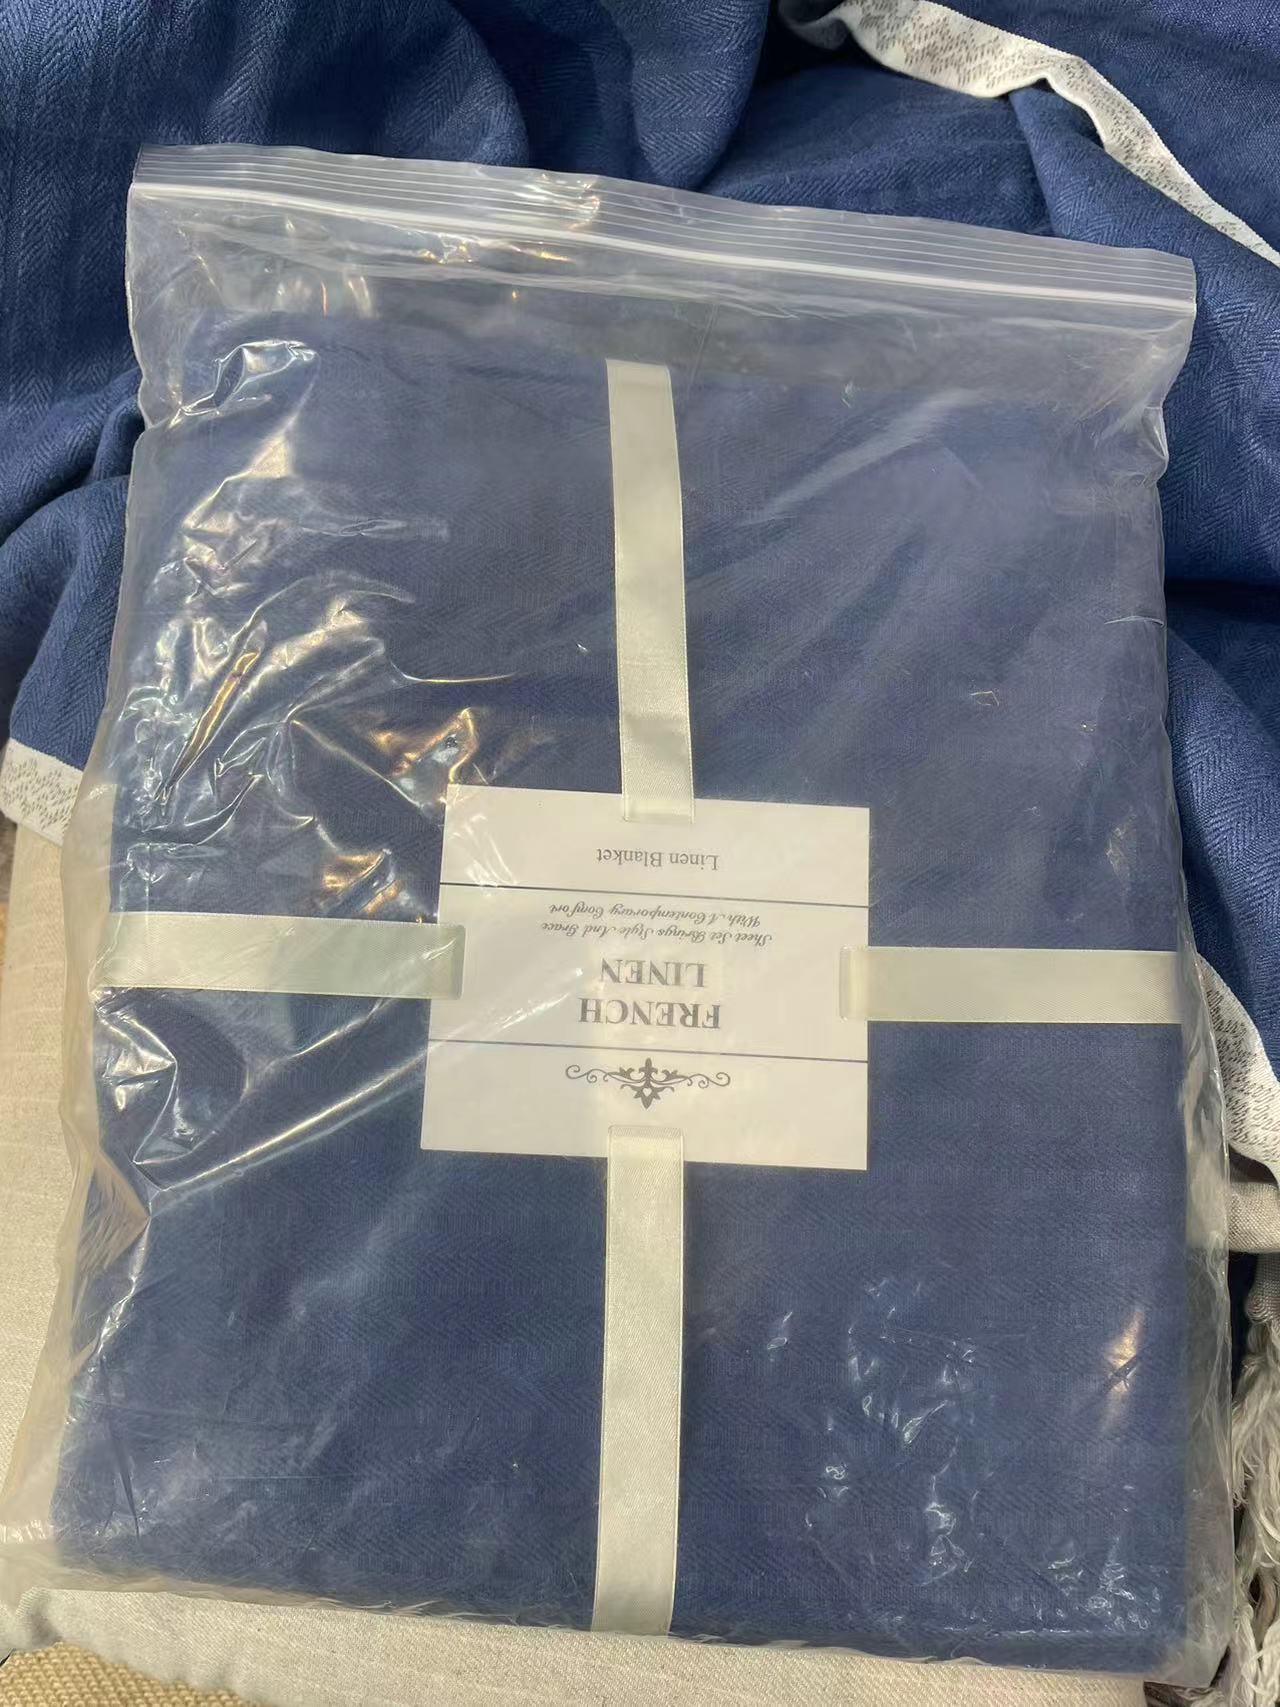 FRENCH
LINEN
Sheet Set Brings Style And Grace
With A Contemporary Comfort
Linen Blanket